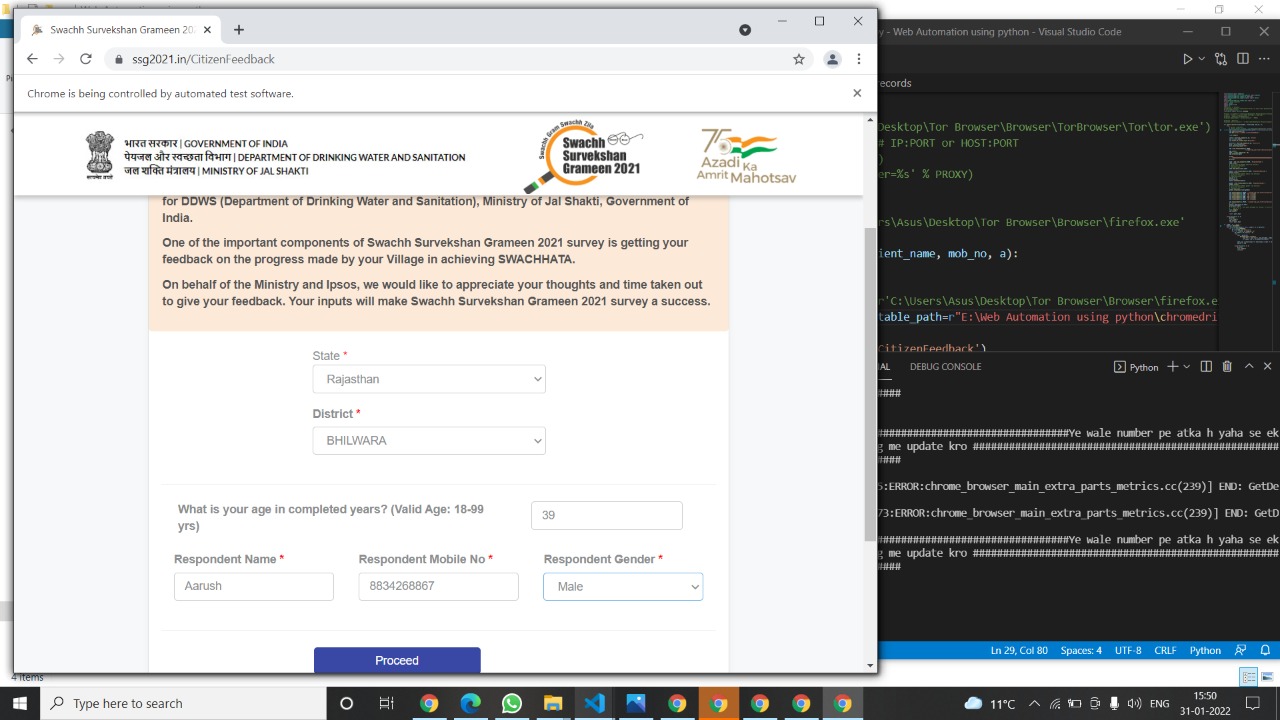 Swachh Survekshan Grameen 20
ssg2021.in/CitizenFeedback
Chrome is being controlled by automated test software.
भारत सरकार | GOVERNMENT OF INDIA
पेयजल और स्वच्छता विभाग | DEPARTMENT OF DRINKING WATER AND SANITATION
जल शक्ति मंत्रालय | MINISTRY OF JAL SHAKTI
Swachh Zila
Swachh
Survekshan
Grameen 2021
75
Azadi Ka
Amrit Mahotsav
for DDWS (Department of Drinking Water and Sanitation), Ministry of Jal Shakti, Government of
India.
One of the important components of Swachh Survekshan Grameen 2021 survey is getting your
feedback on the progress made by your Village in achieving SWACHHATA.
On behalf of the Ministry and Ipsos, we would like to appreciate your thoughts and time taken out
to give your feedback. Your inputs will make Swachh Survekshan Grameen 2021 survey a success.
State *
Rajasthan
District *
BHILWARA
What is your age in completed years? (Valid Age: 18-99
yrs)
39
Respondent Name * Respondent Mobile No * Respondent Gender *
Aarush 8834268867 Male
Proceed
4 items
y - Web Automation using python - Visual Studio Code
ecords
Desktop\Tor Browser\Browser\TorBrowser\Tor\tor.exe')
# IP:PORT or HOST:PORT
)
er=%s' % PROXY)
rs\Asus\Desktop\Tor Browser\Browser\firefox.exe'
ient_name, mob_no, a):
r'C:\Users\Asus\Desktop\Tor Browser\Browser\firefox.e
table_path=r"E:\Web Automation using python\chromedri
CitizenFeedback')
AL DEBUG CONSOLE Python
####
################################Ye wale number pe atka h yaha se ek
g me update kro ###################################################
####
5:ERROR:chrome_browser_main_extra_parts_metrics.cc(239)] END: GetDe
73:ERROR:chrome_browser_main_extra_parts_metrics.cc(239)] END: GetD
################################Ye wale number pe atka h yaha se ek
g me update kro ###################################################
####
Ln 29, Col 80 Spaces: 4 UTF-8 CRLF Python
Type here to search
11°C ENG 15:50
31-01-2022